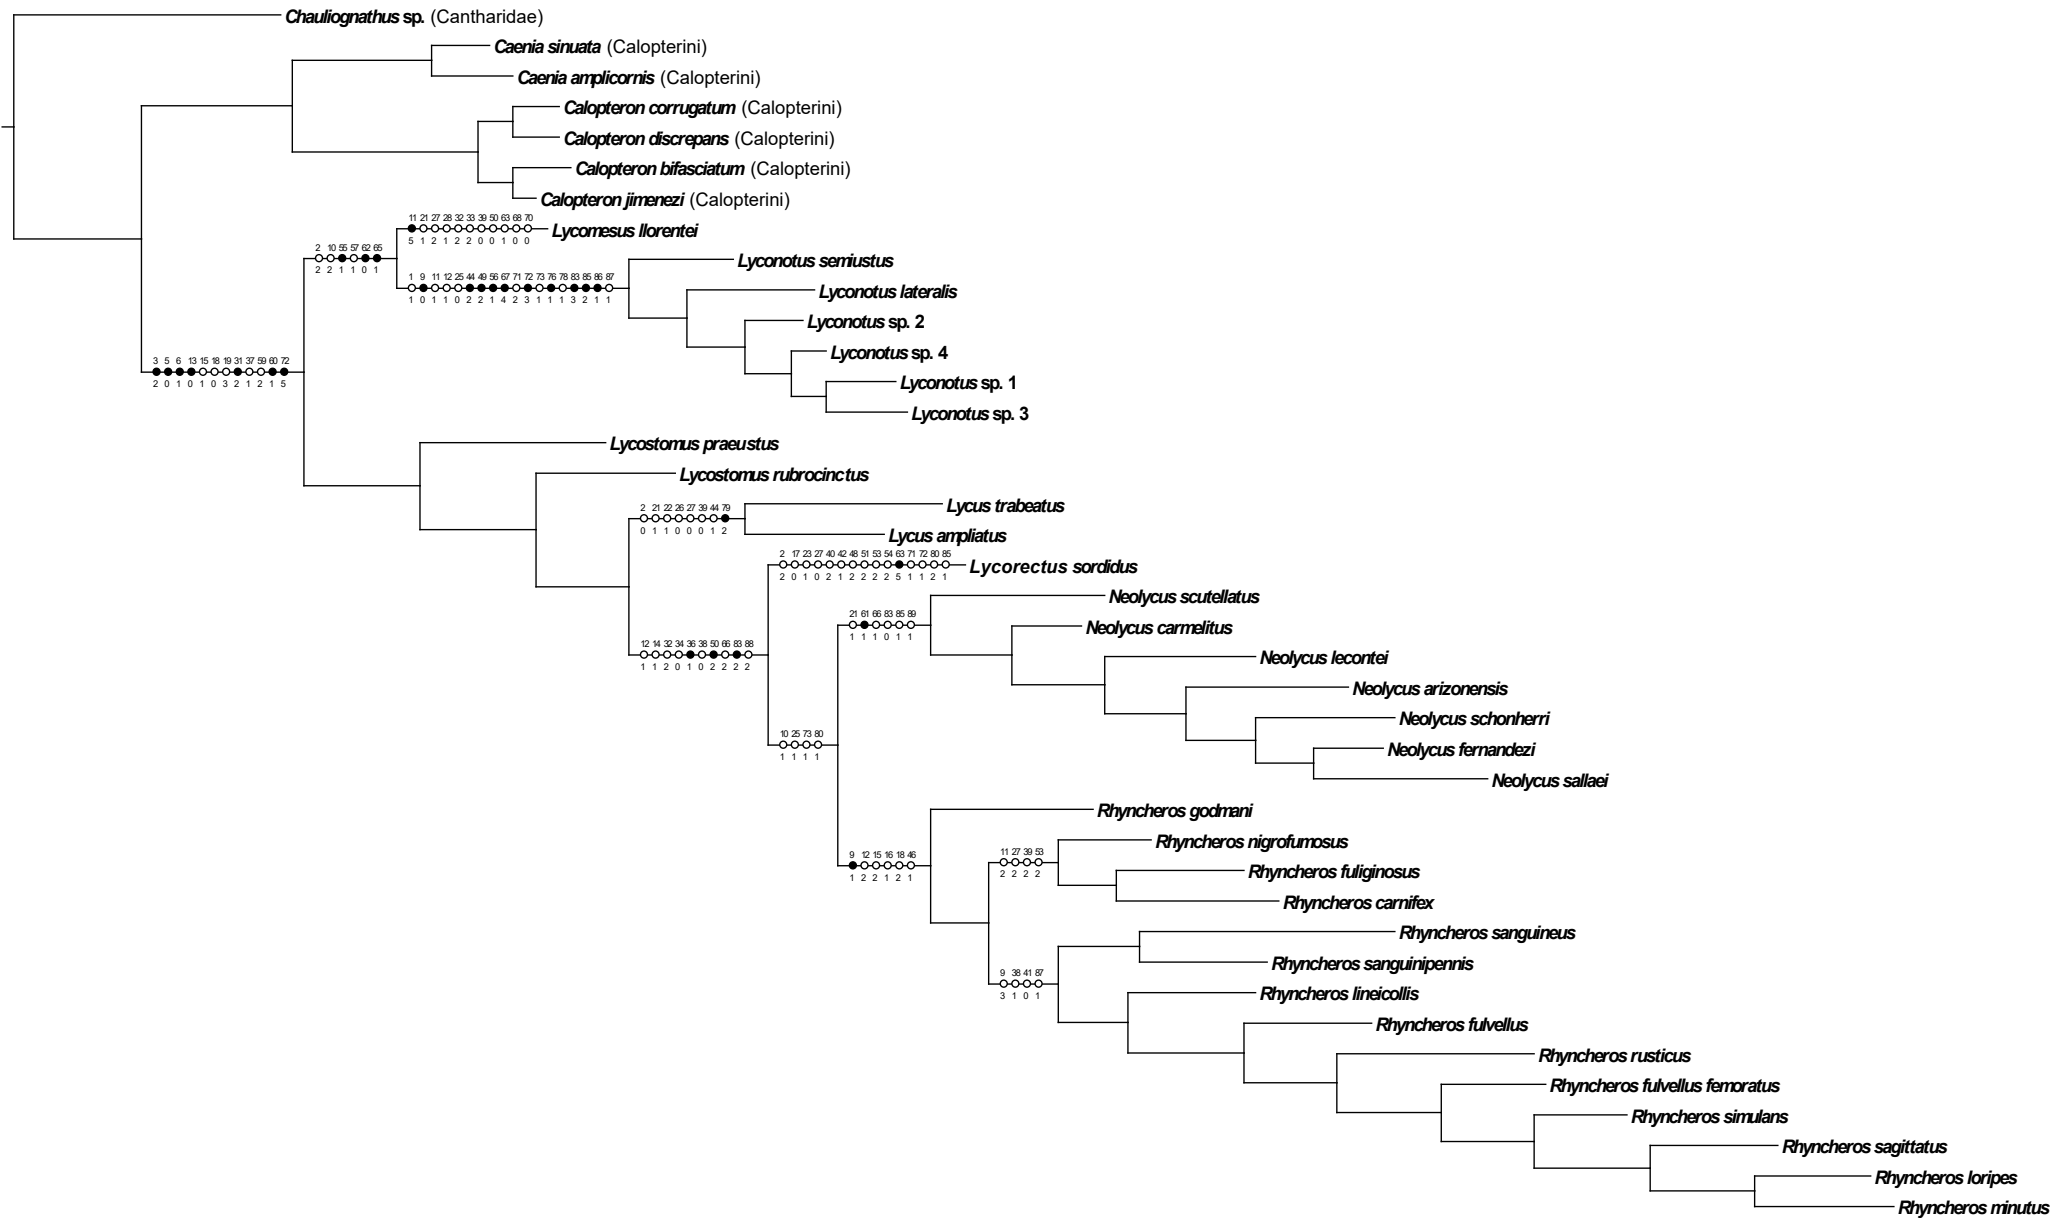 Chauliognathus sp. (Cantharidae)
Caenia sinuata (Calopterini)
Caenia amplicornis (Calopterini)
Calopteron corrugatum (Calopterini)
Calopteron discrepans (Calopterini)
Calopteron bifasciatum (Calopterini)
Calopteron jimenezi (Calopterini)
11 21 27 28 32 33 39 50 63 68 70
Lycomesus llorentei
5 1 2 1 2 2 0 0 1 0 0
2 10 55 57 62 65
2 2 1 1 0 1
Lyconotus semiustus
1 9 11 12 25 44 49 56 67 71 72 73 76 78 83 85 86 87
1 0 1 1 0 2 2 1 4 2 3 1 1 1 3 2 1 1
Lyconotus lateralis
Lyconotus sp. 2
Lyconotus sp. 4
3 5 6 13 15 18 19 31 37 59 60 72
2 0 1 0 1 0 3 2 1 2 1 5
Lyconotus sp. 1
Lyconotus sp. 3
Lycostomus praeustus
Lycostomus rubrocinctus
2 21 22 26 27 39 44 79
0 1 1 0 0 0 1 2
Lycus trabeatus
Lycus ampliatus
2 17 23 27 40 42 48 51 53 54 63 71 72 80 85
Lycorectus sordidus
2 0 1 0 2 1 2 2 2 2 5 1 1 2 1
Neolycus scutellatus
21 61 66 83 85 89
1 1 1 0 1 1
Neolycus carmelitus
12 14 32 34 36 38 50 66 83 88
1 1 2 0 1 0 2 2 2 2
Neolycus lecontei
Neolycus arizonensis
Neolycus schonherri
10 25 73 80
1 1 1 1
Neolycus fernandezi
Neolycus sallaei
Rhyncheros godmani
Rhyncheros nigrofumosus
9 12 15 16 18 46
1 2 2 1 2 1
11 27 39 53
2 2 2 2
Rhyncheros fuliginosus
Rhyncheros carnifex
Rhyncheros sanguineus
Rhyncheros sanguinipennis
9 38 41 87
3 1 0 1
Rhyncheros lineicollis
Rhyncheros fulvellus
Rhyncheros rusticus
Rhyncheros fulvellus femoratus
Rhyncheros simulans
Rhyncheros sagittatus
Rhyncheros loripes
Rhyncheros minutus